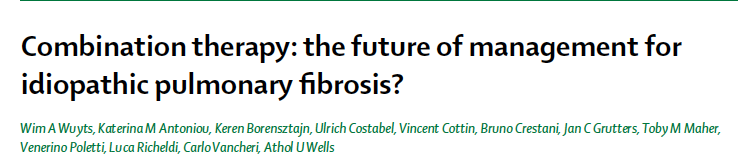 Combination therapy: the future of management for
idiopathic pulmonary fibrosis?
Wim A Wuyts, Katerina M Antoniou, Keren Borensztajn, Ulrich Costabel, Vincent Cottin, Bruno Crestani, Jan C Grutters, Toby M Maher,
Venerino Poletti, Luca Richeldi, Carlo Vancheri, Athol U Wells